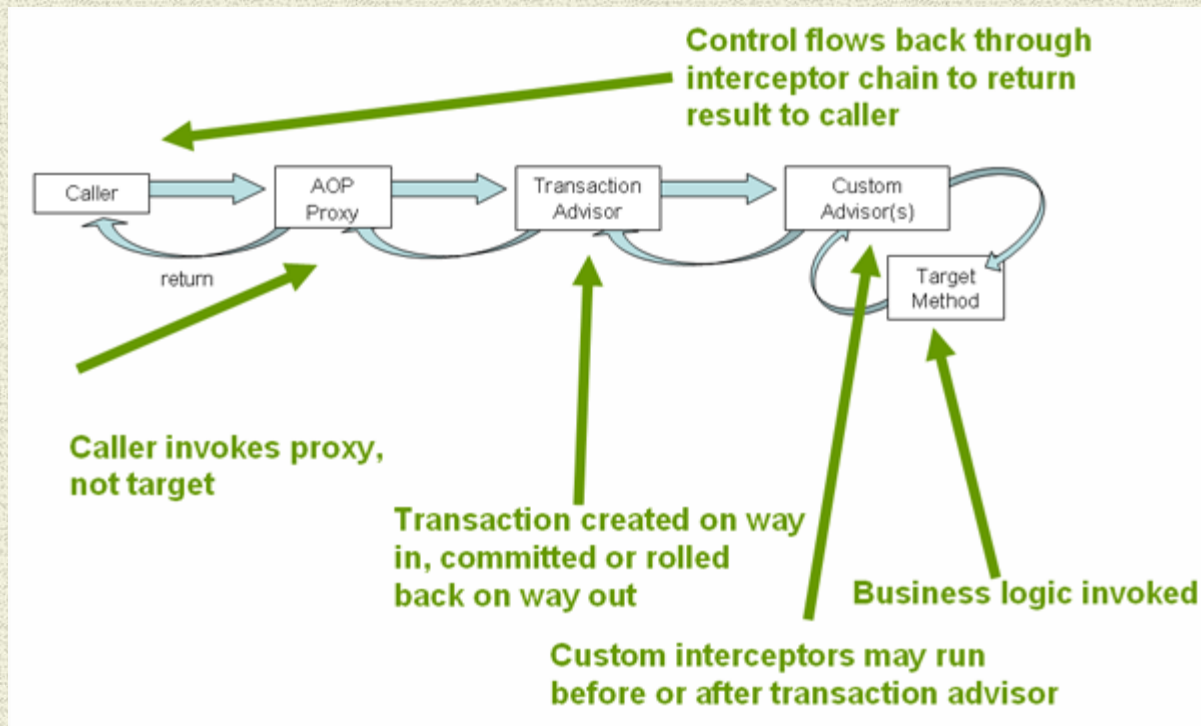 Control flows back through
interceptor chain to return
result to caller
Caller
AOP
Proxy
Transaction
Advisor
Custom
Advisor(s)
return
Target
Method
Caller invokes proxy,
not target
Transaction created on way
in, committed or rolled
back on way out
Business logic invoked
Custom interceptors may run
before or after transaction advisor